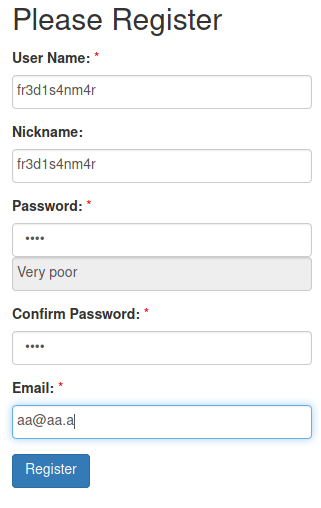 Please Register
User Name: *
fr3d1s4nm4r
Nickname:
fr3d1s4nm4r
Password: *
••••
Very poor
Confirm Password: *
••••
Email: *
aa@aa.a
Register